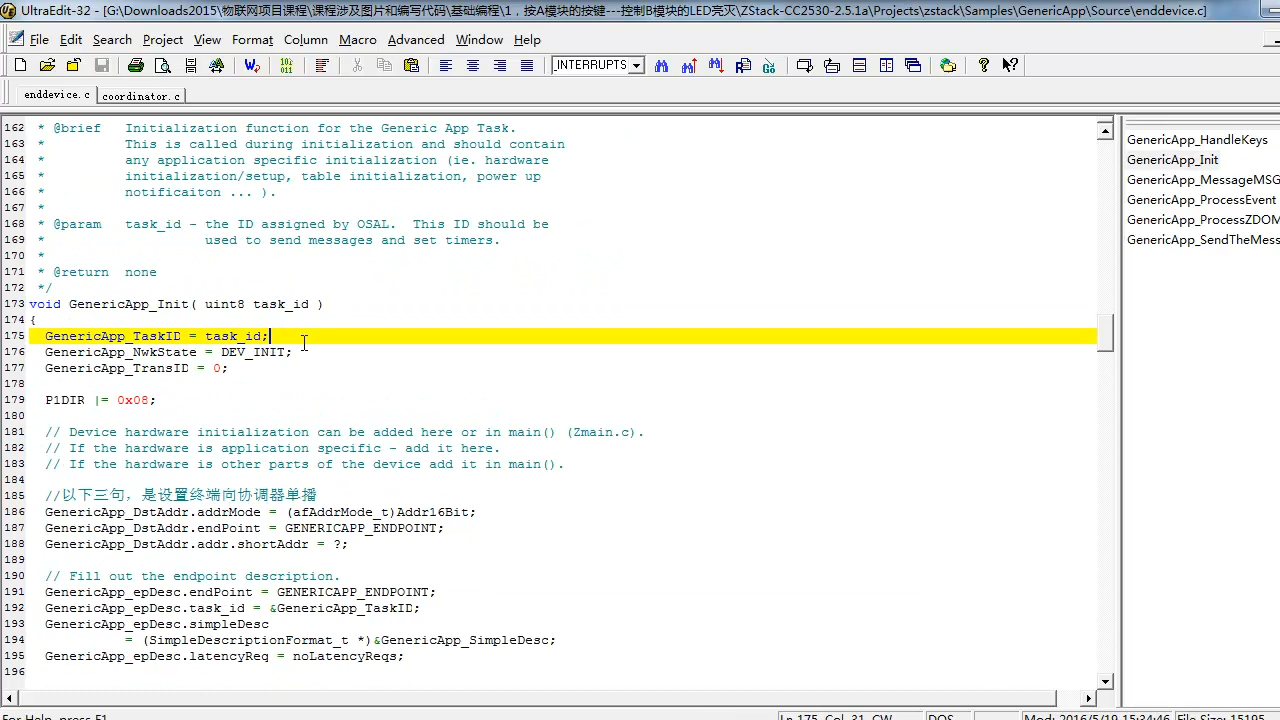 UltraEdit-32 - [G:\Downloads2015\物联网项目课程\课程涉及图片和编写代码\基础编程\1，按A模块的按键---控制B模块的LED亮灭\ZStack-CC2530-2.5.1a\Projects\zstack\Samples\GenericApp\Source\enddevice.c]
File Edit Search Project View Format Column Macro Advanced Window Help
_INTERRUPTS
enddevice.c coordinator.c
162 * @brief Initialization function for the Generic App Task.
163 * This is called during initialization and should contain
164 * any application specific initialization (ie. hardware
165 * initialization/setup, table initialization, power up
166 * notificaiton ... ).
167 *
168 * @param task_id - the ID assigned by OSAL. This ID should be
169 * used to send messages and set timers.
170 *
171 * @return none
172 */
173 void GenericApp_Init( uint8 task_id )
174 {
175 GenericApp_TaskID = task_id;
176 GenericApp_NwkState = DEV_INIT;
177 GenericApp_TransID = 0;
178
179 P1DIR |= 0x08;
180
181 // Device hardware initialization can be added here or in main() (Zmain.c).
182 // If the hardware is application specific - add it here.
183 // If the hardware is other parts of the device add it in main().
184
185 //以下三句，是设置终端向协调器单播
186 GenericApp_DstAddr.addrMode = (afAddrMode_t)Addr16Bit;
187 GenericApp_DstAddr.endPoint = GENERICAPP_ENDPOINT;
188 GenericApp_DstAddr.addr.shortAddr = ?;
189
190 // Fill out the endpoint description.
191 GenericApp_epDesc.endPoint = GENERICAPP_ENDPOINT;
192 GenericApp_epDesc.task_id = &GenericApp_TaskID;
193 GenericApp_epDesc.simpleDesc
194 = (SimpleDescriptionFormat_t *)&GenericApp_SimpleDesc;
195 GenericApp_epDesc.latencyReq = noLatencyReqs;
196
GenericApp_HandleKeys
GenericApp_Init
GenericApp_MessageMSG
GenericApp_ProcessEvent
GenericApp_ProcessZDOM
GenericApp_SendTheMess
For Help, press F1
Ln 175, Col. 31, CW DOS Mod: 2016/5/19 15:34:46 File Size: 15195